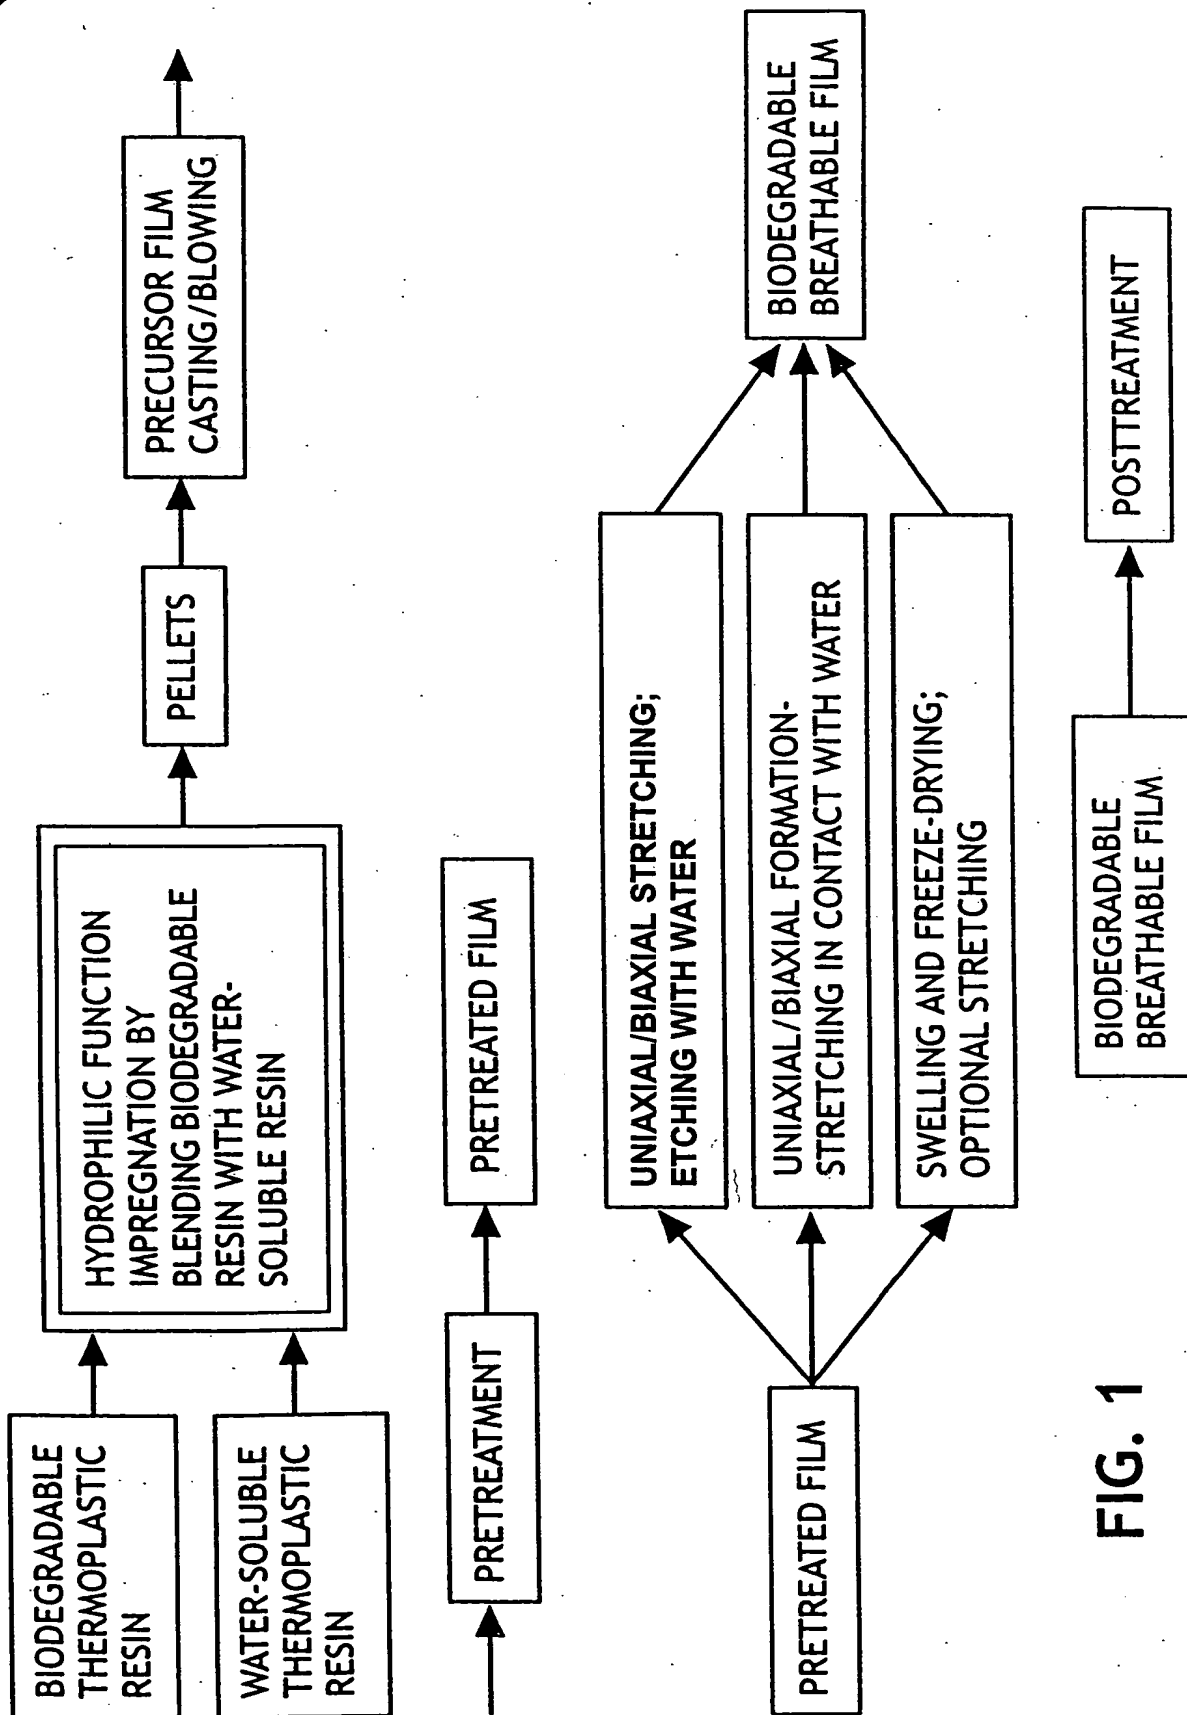 BIODEGRADABLE
THERMOPLASTIC
RESIN
WATER-SOLUBLE
THERMOPLASTIC
RESIN
HYDROPHILIC FUNCTION
IMPREGNATION BY
BLENDING BIODEGRADABLE
RESIN WITH WATER-
SOLUBLE RESIN
PELLETS
PRECURSOR FILM
CASTING/BLOWING
PRETREATMENT
PRETREATED FILM
PRETREATED FILM
UNIAXIAL/BIAXIAL STRETCHING;
ETCHING WITH WATER
UNIAXIAL/BIAXIAL FORMATION-
STRETCHING IN CONTACT WITH WATER
SWELLING AND FREEZE-DRYING;
OPTIONAL STRETCHING
BIODEGRADABLE
BREATHABLE FILM
BIODEGRADABLE
BREATHABLE FILM
POSTTREATMENT
FIG. 1